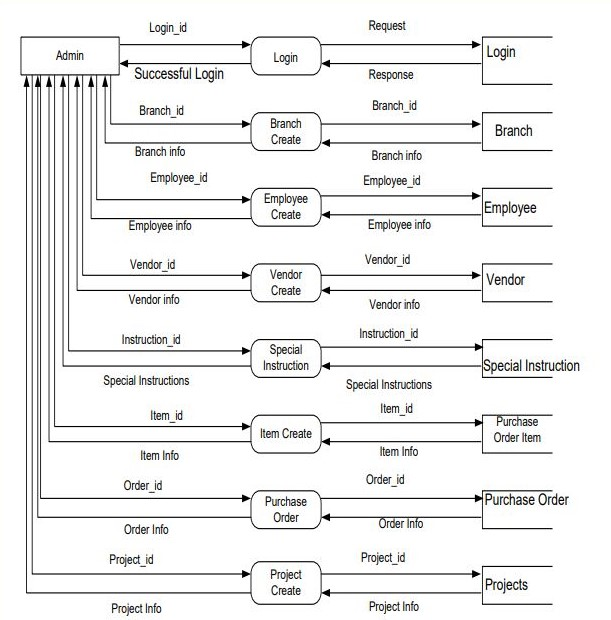 Login_id
Request
Admin
Login
Login
Successful Login
Response
Branch_id
Branch_id
Branch
Create
Branch
Branch info
Branch info
Employee_id
Employee_id
Employee
Create
Employee
Employee info
Employee info
Vendor_id
Vendor_id
Vendor
Create
Vendor
Vendor info
Vendor info
Instruction_id
Instruction_id
Special
Instruction
Special Instruction
Special Instructions
Special Instructions
Item_id
Item_id
Item Create
Purchase
Order Item
Item Info
Item Info
Order_id
Order_id
Purchase
Order
Purchase Order
Order Info
Order Info
Project_id
Project_id
Project
Create
Projects
Project Info
Project Info